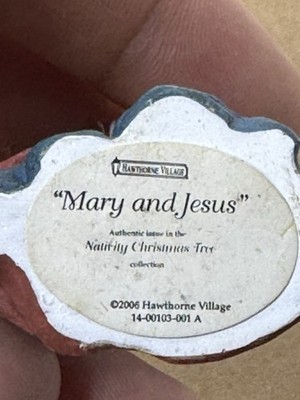 HAWTHORNE VILLAGE
“Mary and Jesus”
Authentic issue in the
Nativity Christmas Tree
collection
©2006 Hawthorne Village
14-00103-001 A